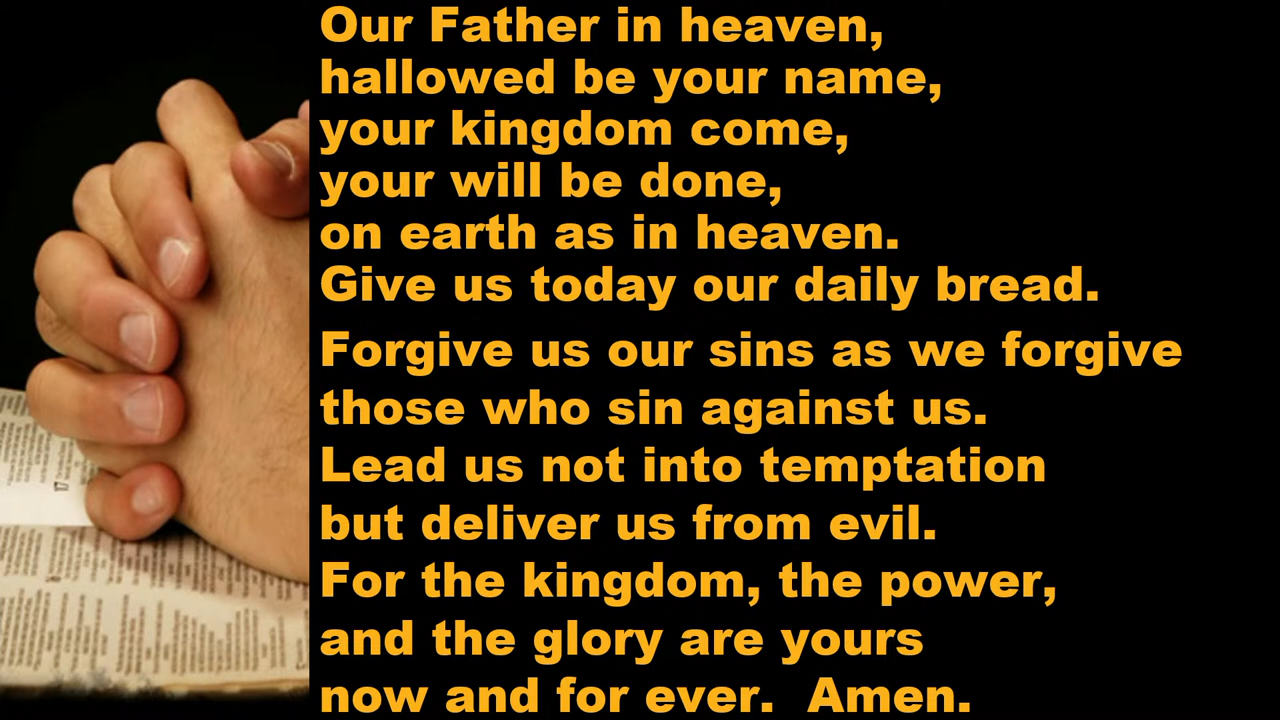 Our Father in heaven,
hallowed be your name,
your kingdom come,
your will be done,
on earth as in heaven.
Give us today our daily bread.
Forgive us our sins as we forgive
those who sin against us.
Lead us not into temptation
but deliver us from evil.
For the kingdom, the power,
and the glory are yours
now and for ever.  Amen.
17